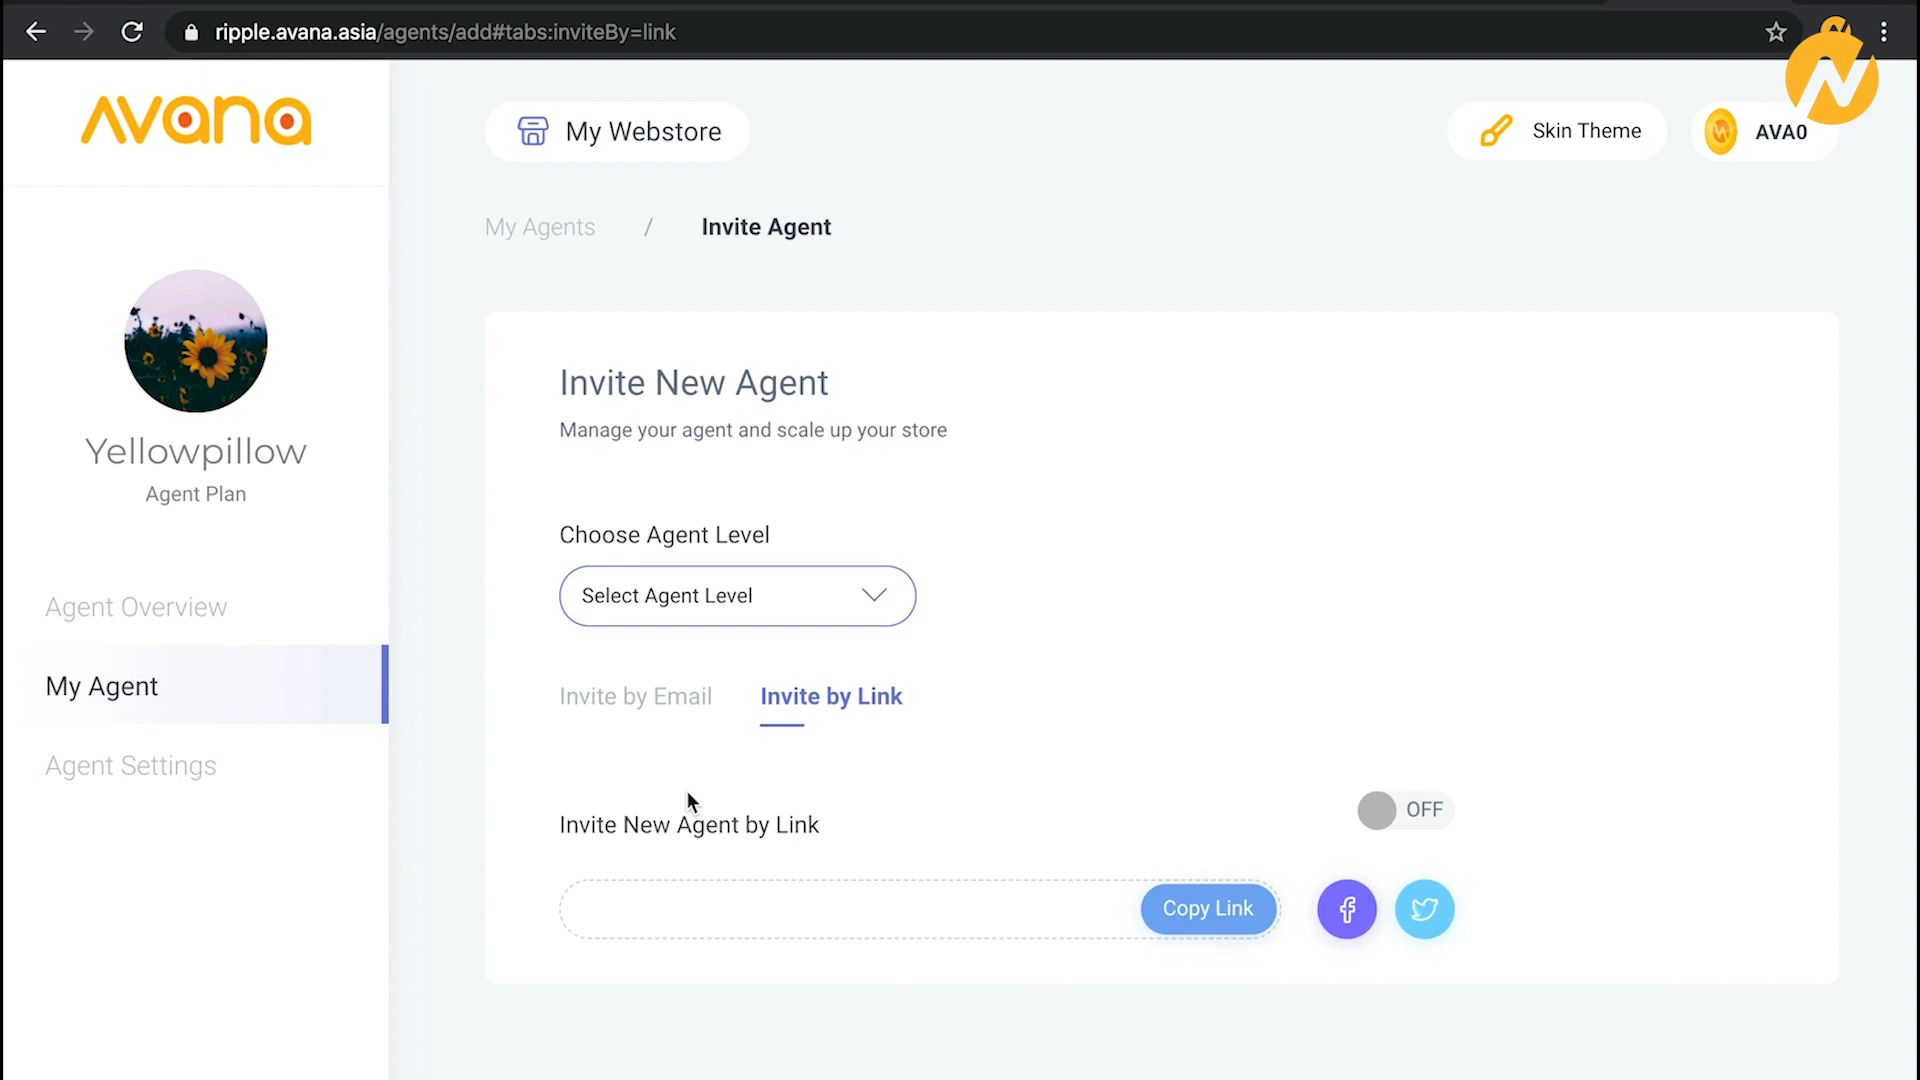 ripple.avana.asia/agents/add#tabs:inviteBy=link
avana
My Webstore
Skin Theme
AVA0
My Agents / Invite Agent
Yellowpillow
Agent Plan
Agent Overview
My Agent
Agent Settings
Invite New Agent
Manage your agent and scale up your store
Choose Agent Level
Select Agent Level
Invite by Email
Invite by Link
Invite New Agent by Link
OFF
Copy Link